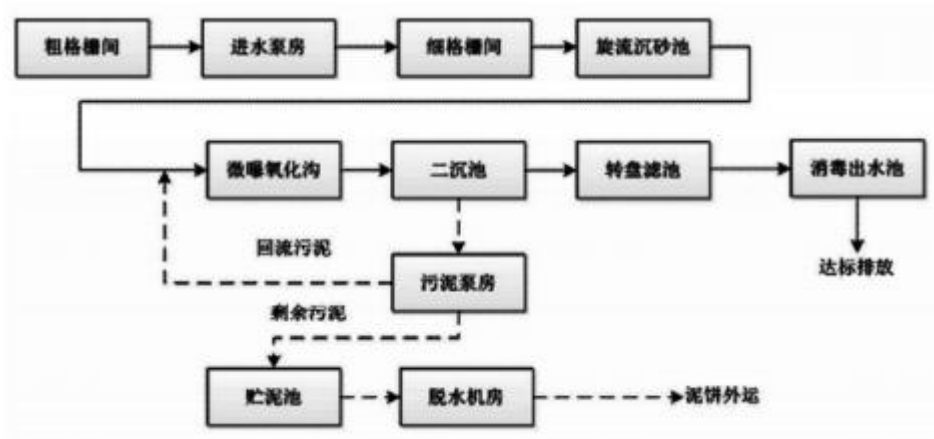 粗格栅间
进水泵房
细格栅间
旋流沉砂池
微曝氧化沟
二沉池
转盘滤池
消毒出水池
回流污泥
污泥泵房
达标排放
剩余污泥
贮泥池
脱水机房
泥饼外运